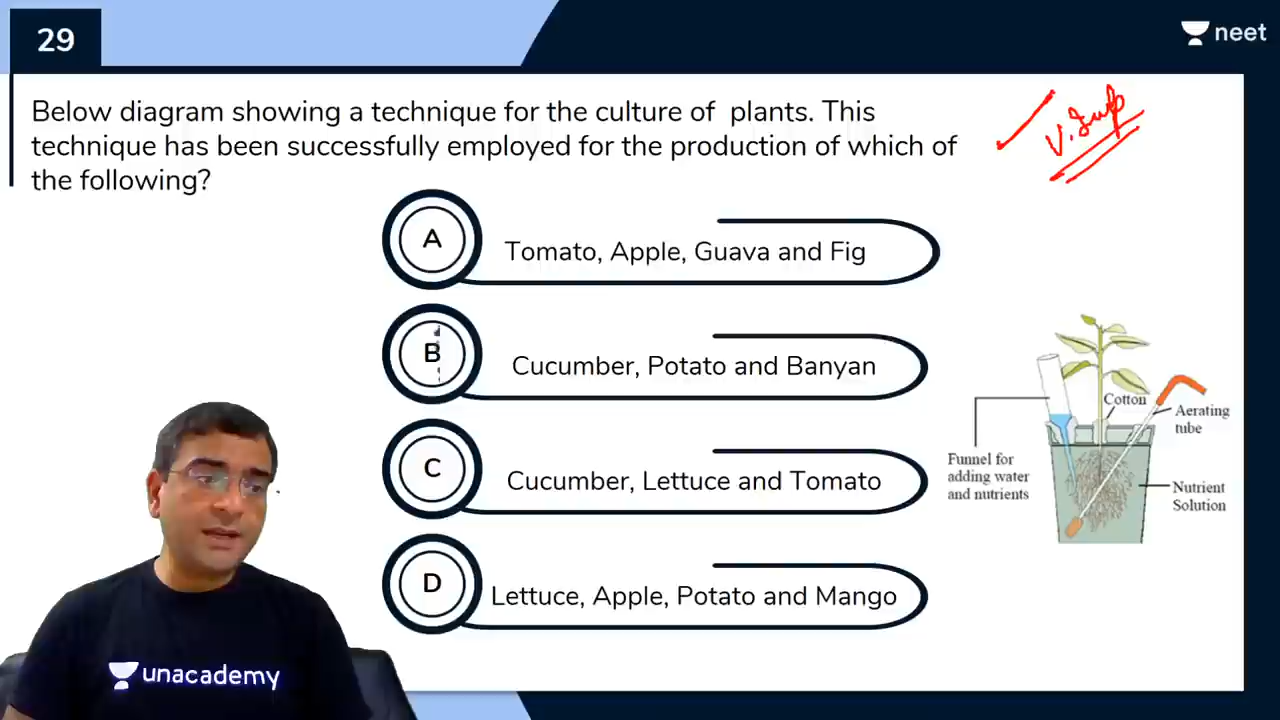 29
neet
Below diagram showing a technique for the culture of plants. This
technique has been successfully employed for the production of which of
the following?
V. Imp
A
Tomato, Apple, Guava and Fig
B
Cucumber, Potato and Banyan
C
Cucumber, Lettuce and Tomato
D
Lettuce, Apple, Potato and Mango
Cotton
Aerating
tube
Funnel for
adding water
and nutrients
Nutrient
Solution
unacademy